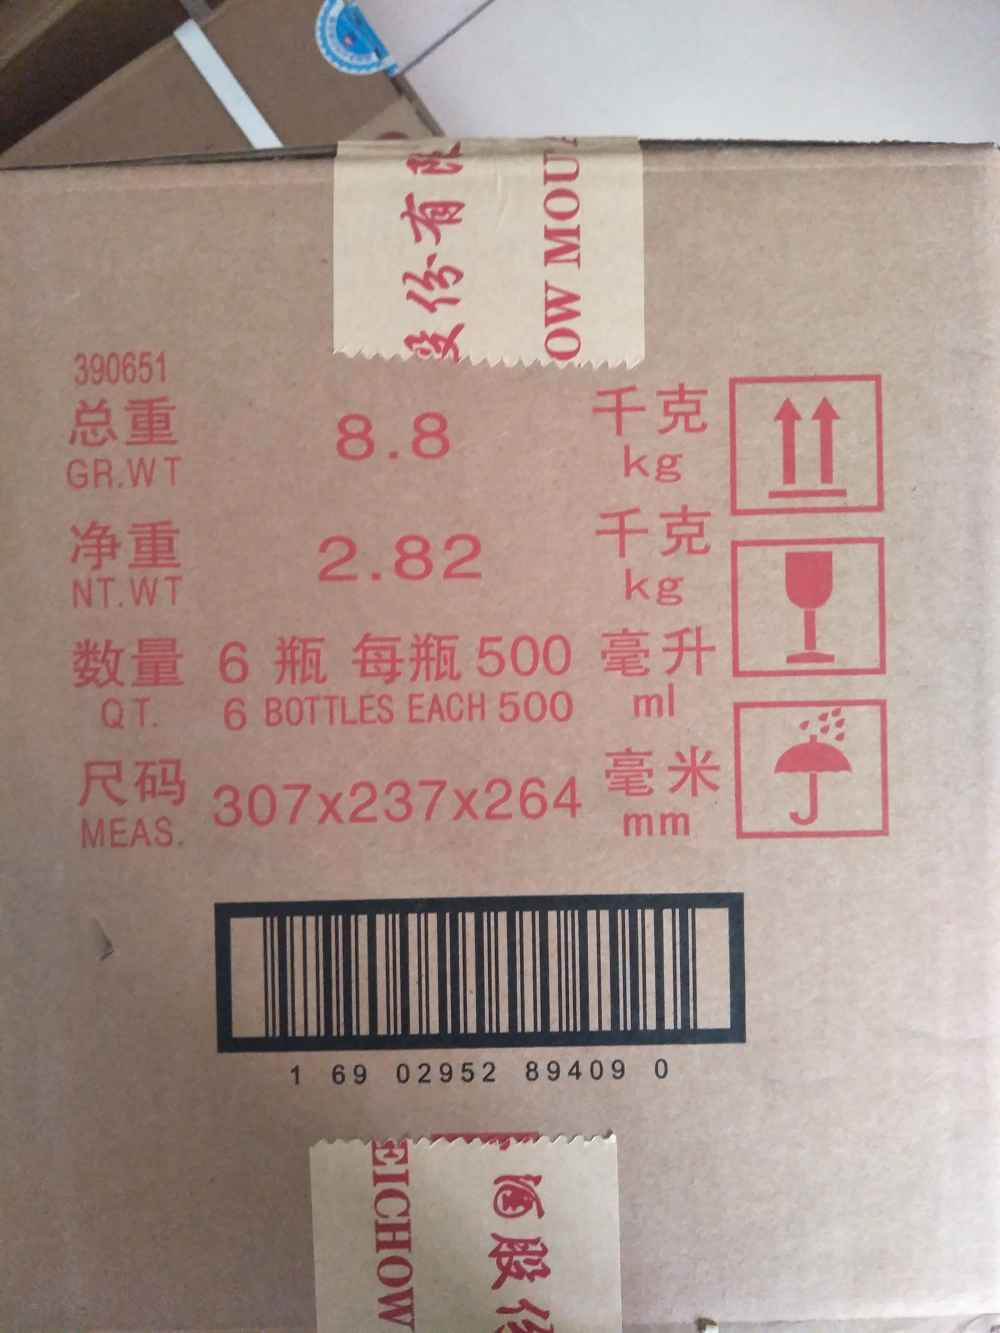 份有限
OW MOU
390651
总重 8.8 千克
GR.WT kg
净重 2.82 千克
NT.WT kg
数量 6 瓶 每瓶 500 毫升
QT. 6 BOTTLES EACH 500 ml
尺码 307x237x264 毫米
MEAS. mm
1 69 02952 89409 0
EICHOW
酒股份